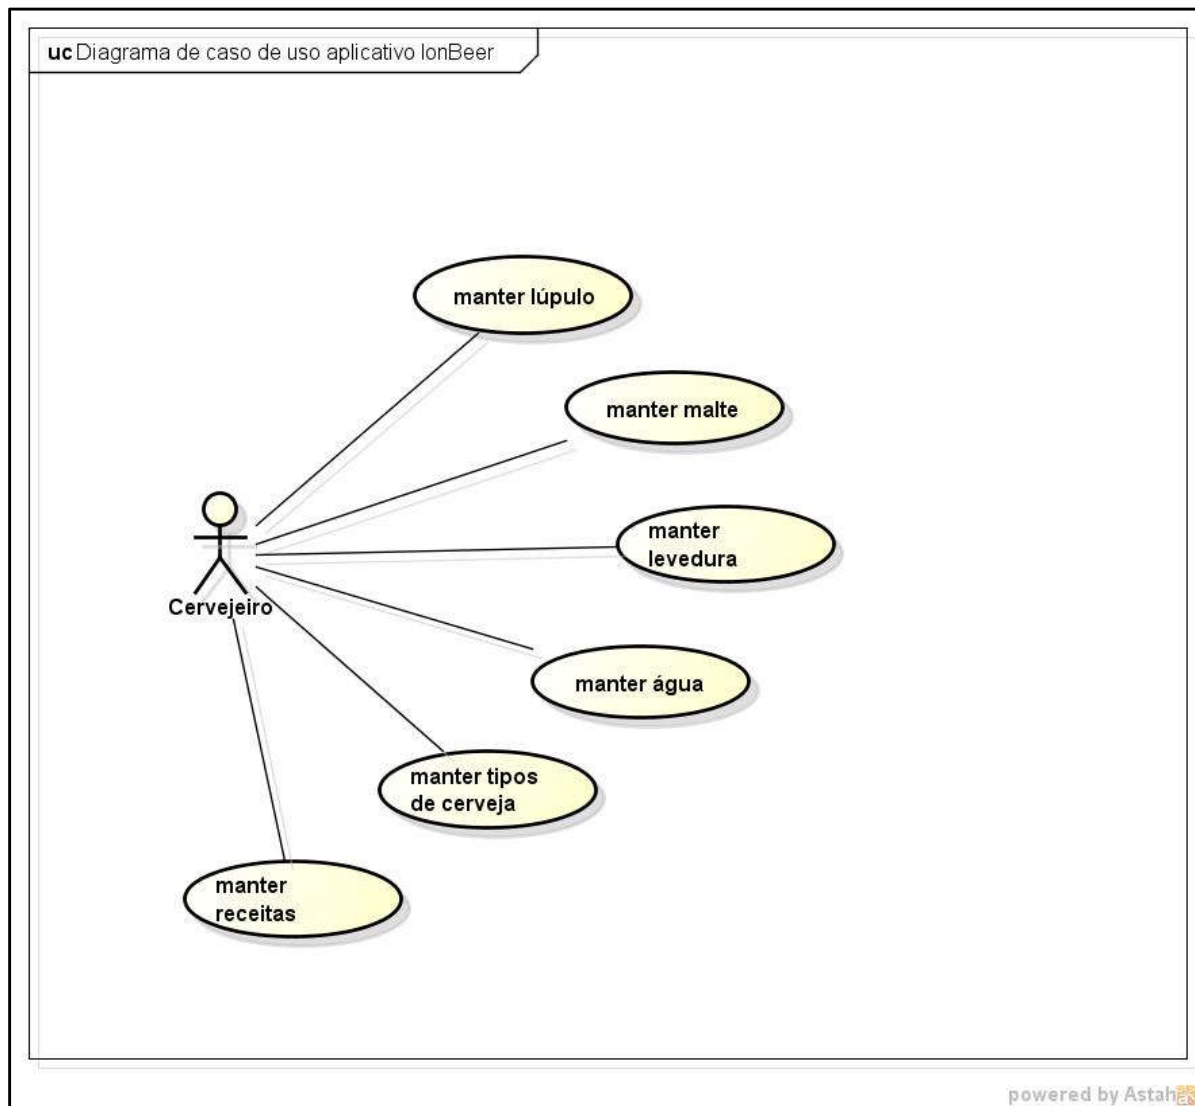 uc Diagrama de caso de uso aplicativo IonBeer
manter lúpulo
manter malte
manter
levedura
Cervejeiro
manter água
manter tipos
de cerveja
manter
receitas
powered by Astah